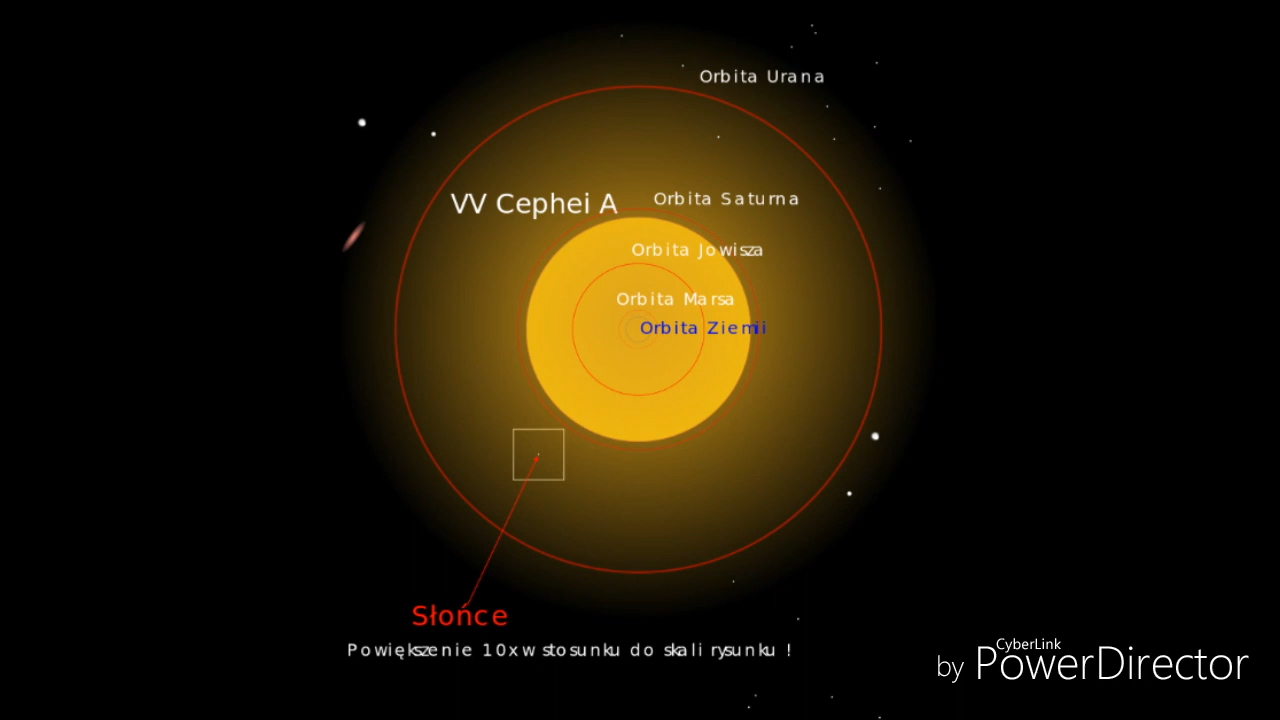 Orbita Urana
VV Cephei A
Orbita Saturna
Orbita Jowisza
Orbita Marsa
Orbita Ziemii
Słońce
Powiększenie 10x w stosunku do skali rysunku !
CyberLink
by PowerDirector